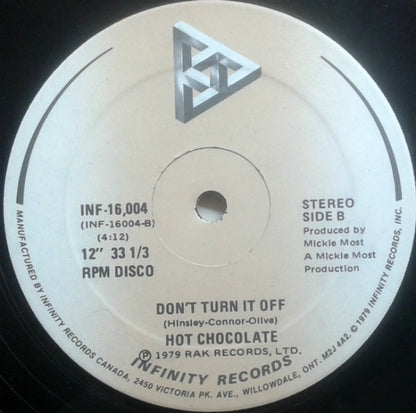 INF-16,004
(INF-16004-B)
(4:12)
12" 33 1/3
RPM DISCO
STEREO
SIDE B
Produced by
Mickie Most
A Mickie Most
Production
DON'T TURN IT OFF
(Hinsley-Connor-Olive)
HOT CHOCOLATE
℗ 1979 RAK RECORDS, LTD.
INFINITY RECORDS
MANUFACTURED BY INFINITY RECORDS CANADA, 2450 VICTORIA PK. AVE., WILLOWDALE, ONT. M2J 4A2. © 1979 INFINITY RECORDS, INC.